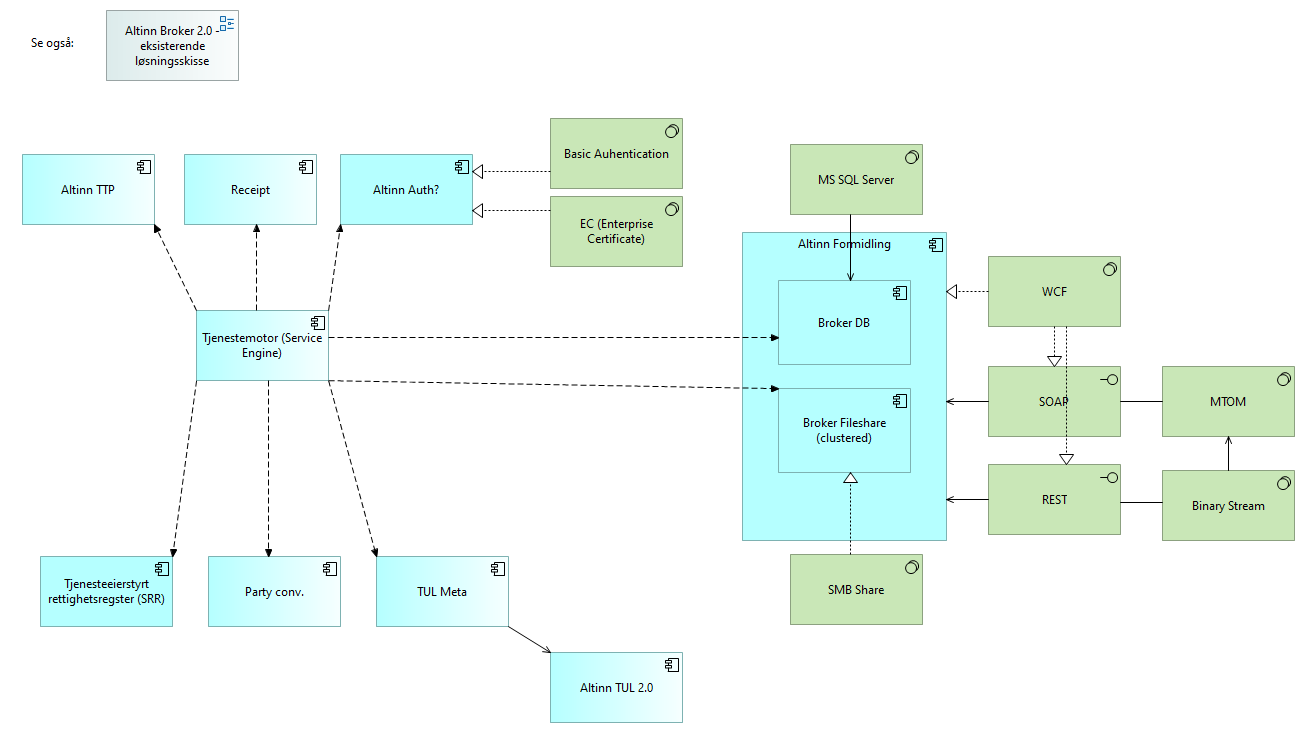 Se også:
Altinn Broker 2.0 -
eksisterende
løsningsskisse
Basic Auhentication
MS SQL Server
Altinn TTP
Receipt
Altinn Auth?
EC (Enterprise
Certificate)
Altinn Formidling
WCF
Broker DB
Tjenestemotor (Service
Engine)
SOAP
MTOM
Broker Fileshare
(clustered)
REST
Binary Stream
Tjenesteeierstyrt
rettighetsregster (SRR)
Party conv.
TUL Meta
SMB Share
Altinn TUL 2.0